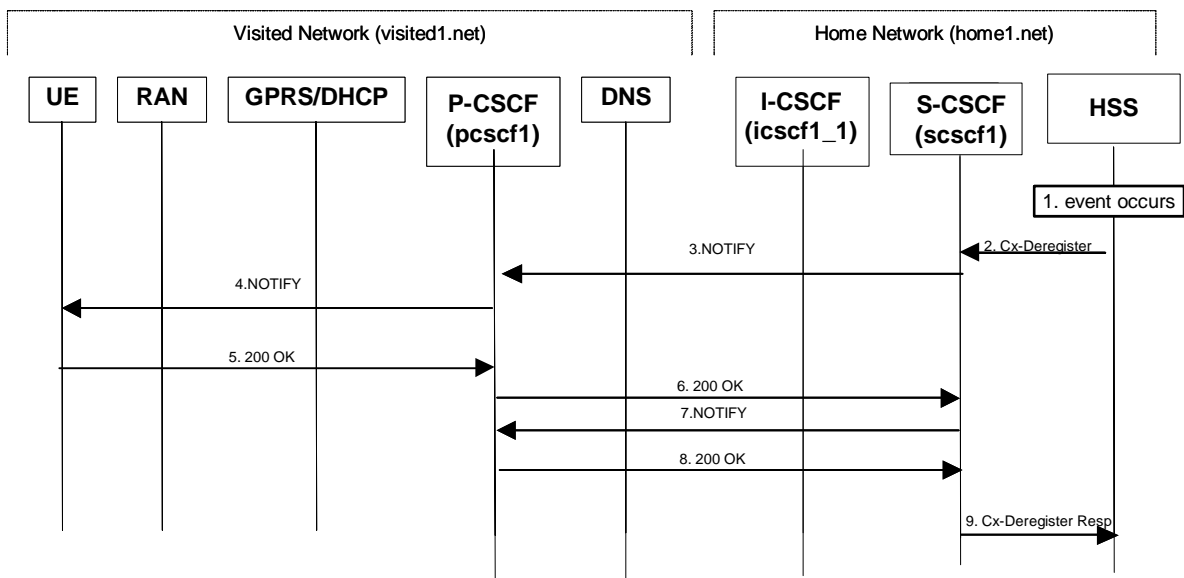 Visited Network (visited1.net)
Home Network (home1.net)
UE
RAN
GPRS/DHCP
P-CSCF
(pcscf1)
DNS
I-CSCF
(icscf1_1)
S-CSCF
(scscf1)
HSS
1. event occurs
2. Cx-Deregister
3.NOTIFY
4.NOTIFY
5. 200 OK
6. 200 OK
7.NOTIFY
8. 200 OK
9. Cx-Deregister Resp